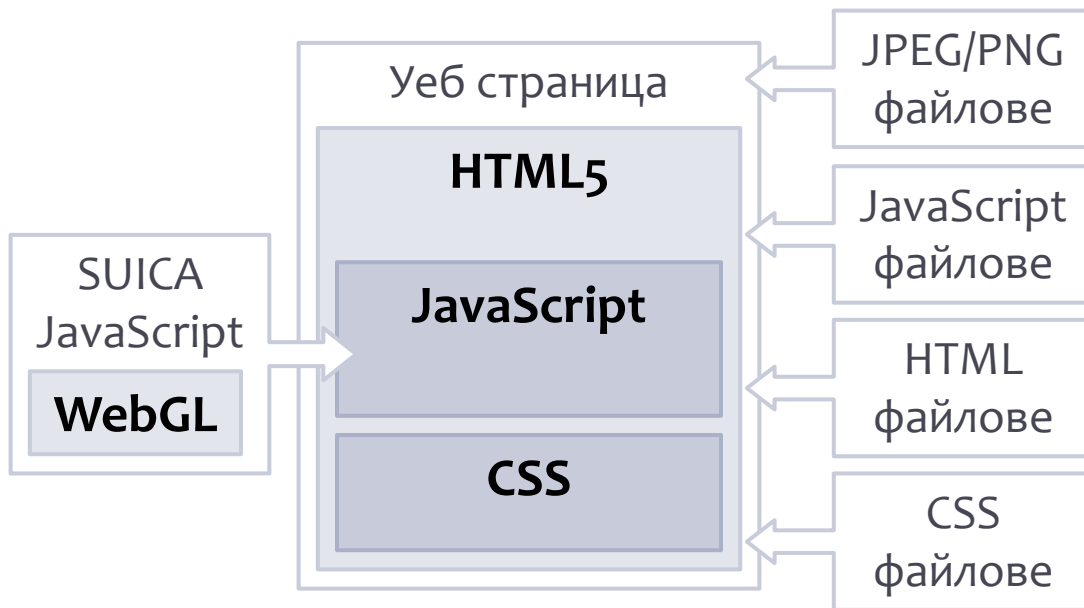 Уеб страница
HTML5
JavaScript
CSS
SUICA
JavaScript
WebGL
JPEG/PNG
файлове
JavaScript
файлове
HTML
файлове
CSS
файлове